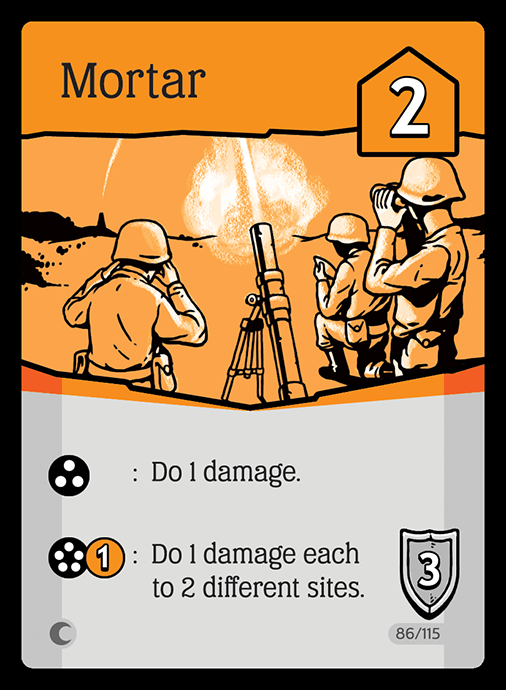 Mortar
2
: Do 1 damage.
1 : Do 1 damage each
to 2 different sites.
3
86/115